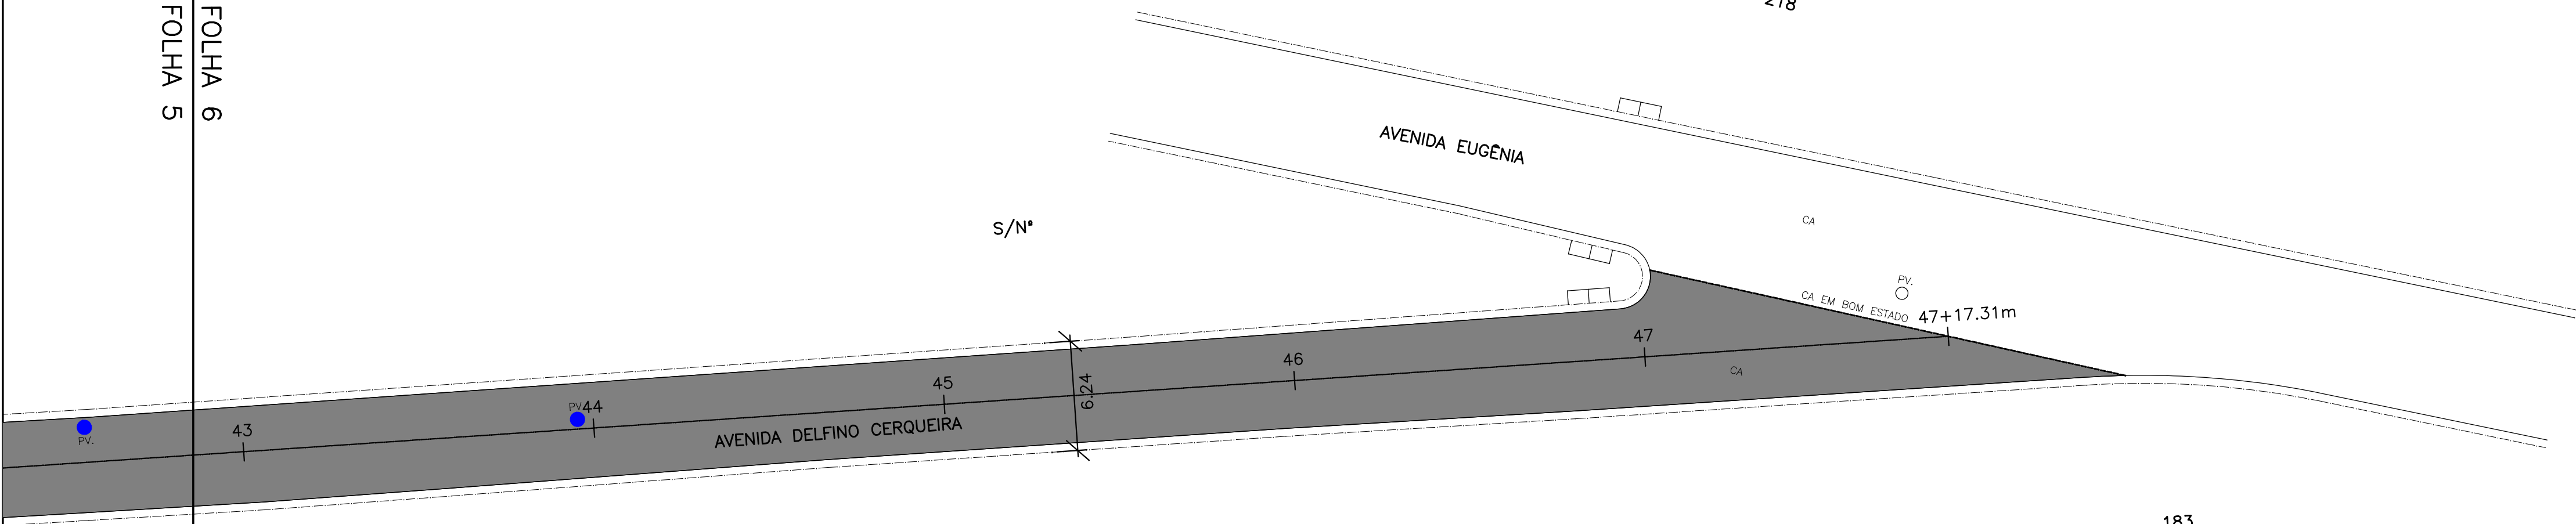 FOLHA 6
FOLHA 5
218
AVENIDA EUGÊNIA
CA
S/Nº
PV.
CA EM BOM ESTADO
47+17.31m
47
46
CA
45
6.24
PV.
44
AVENIDA DELFINO CERQUEIRA
43
PV.
183